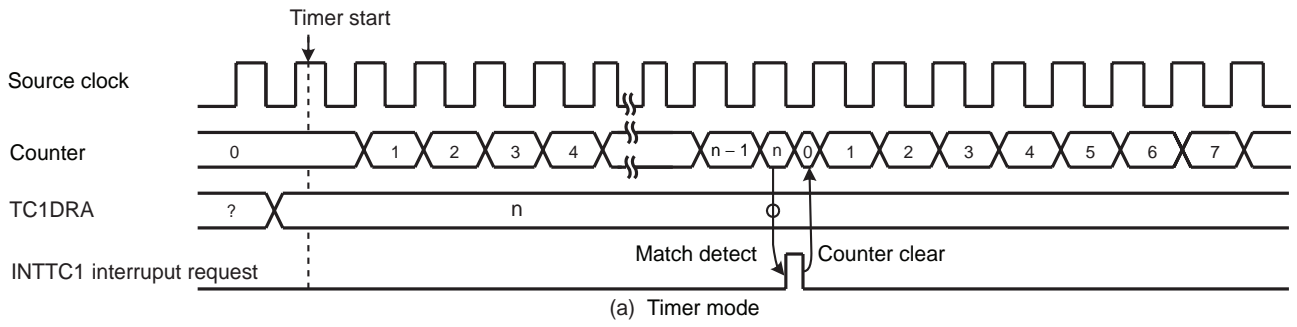 Timer start
Source clock
Counter 0 1 2 3 4 n – 1 n 0 1 2 3 4 5 6 7
TC1DRA ? n
Match detect Counter clear
INTTC1 interruput request
(a) Timer mode